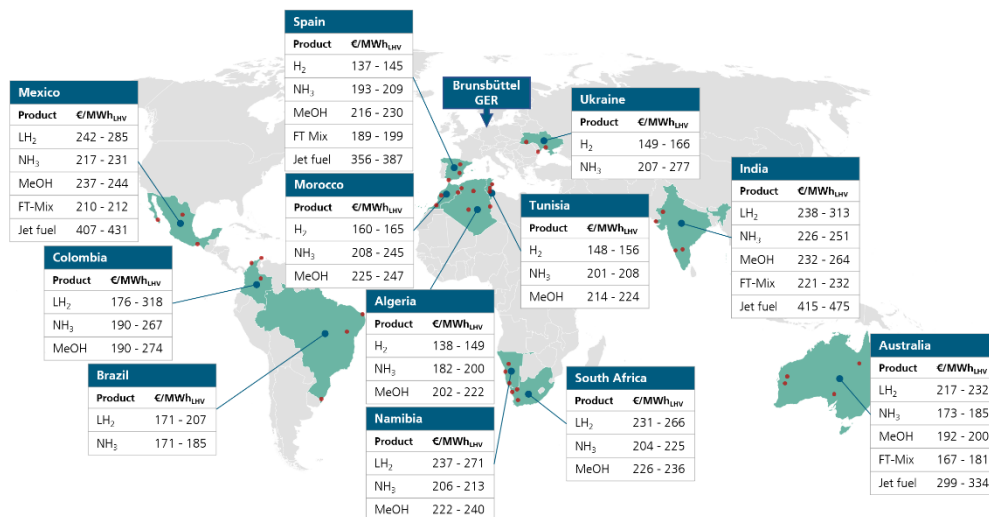 Spain
Product €/MWhLHV
H2 137 - 145
NH3 193 - 209
MeOH 216 - 230
FT Mix 189 - 199
Jet fuel 356 - 387
Brunsbüttel
GER
Ukraine
Product €/MWhLHV
H2 149 - 166
NH3 207 - 277
Mexico
Product €/MWhLHV
LH2 242 - 285
NH3 217 - 231
MeOH 237 - 244
FT-Mix 210 - 212
Jet fuel 407 - 431
India
Product €/MWhLHV
LH2 238 - 313
NH3 226 - 251
MeOH 232 - 264
FT-Mix 221 - 232
Jet fuel 415 - 475
Morocco
Product €/MWhLHV
H2 160 - 165
NH3 208 - 245
MeOH 225 - 247
Tunisia
Product €/MWhLHV
H2 148 - 156
NH3 201 - 208
MeOH 214 - 224
Colombia
Product €/MWhLHV
LH2 176 - 318
NH3 190 - 267
MeOH 190 - 274
Algeria
Product €/MWhLHV
H2 138 - 149
NH3 182 - 200
MeOH 202 - 222
Australia
Product €/MWhLHV
LH2 217 - 232
NH3 173 - 185
MeOH 192 - 200
FT-Mix 167 - 181
Jet fuel 299 - 334
Brazil
Product €/MWhLHV
LH2 171 - 207
NH3 171 - 185
South Africa
Product €/MWhLHV
LH2 231 - 266
NH3 204 - 225
MeOH 226 - 236
Namibia
Product €/MWhLHV
LH2 237 - 271
NH3 206 - 213
MeOH 222 - 240